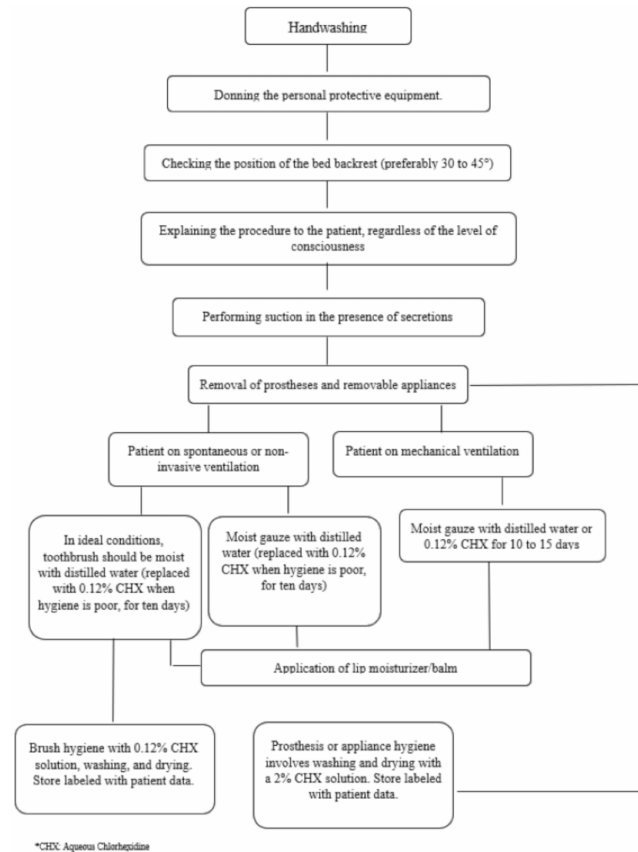 Handwashing
Donning the personal protective equipment.
Checking the position of the bed backrest (preferably 30 to 45°)
Explaining the procedure to the patient, regardless of the level of
consciousness
Performing suction in the presence of secretions
Removal of prostheses and removable appliances
Patient on spontaneous or non-
invasive ventilation
Patient on mechanical ventilation
In ideal conditions,
toothbrush should be moist
with distilled water (replaced
with 0.12% CHX when
hygiene is poor, for ten days)
Moist gauze with distilled
water (replaced with 0.12%
CHX when hygiene is poor,
for ten days)
Moist gauze with distilled water or
0.12% CHX for 10 to 15 days
Application of lip moisturizer/balm
Brush hygiene with 0.12% CHX
solution, washing, and drying.
Store labeled with patient data.
Prosthesis or appliance hygiene
involves washing and drying with
a 2% CHX solution. Store labeled
with patient data.
*CHX: Aqueous Chlorhexidine